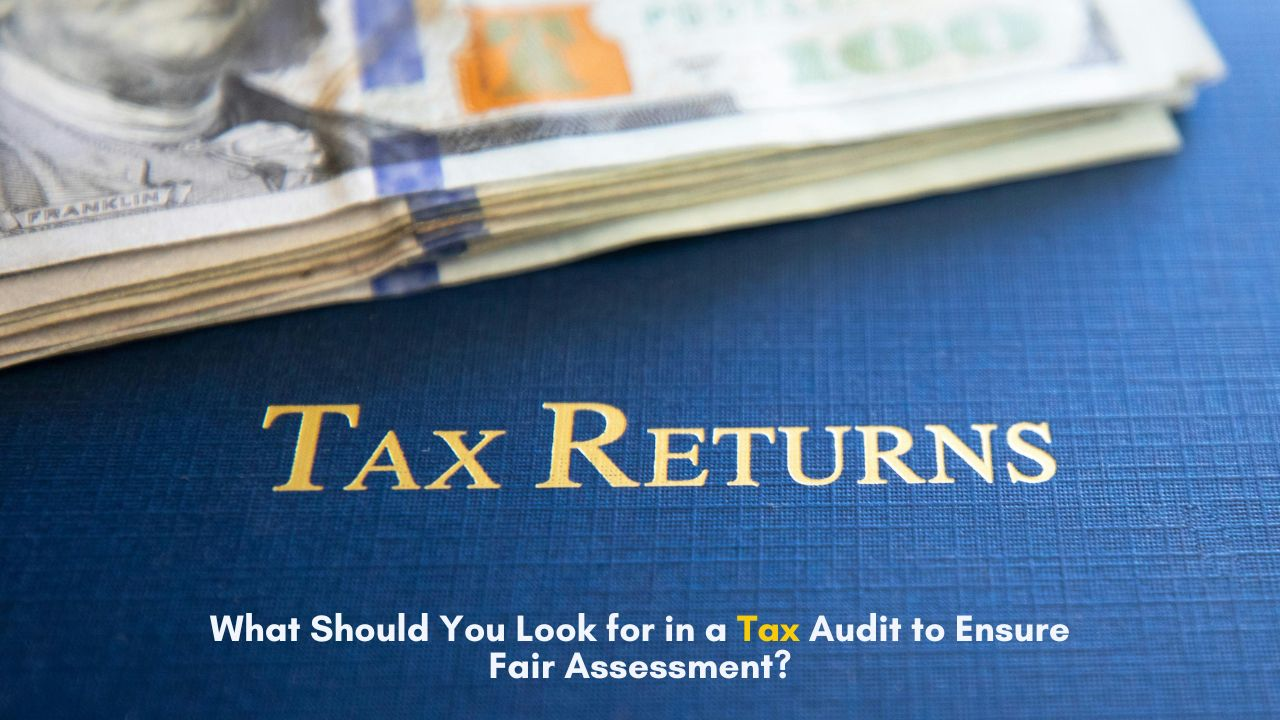 FRANKLIN
100
TAX RETURNS
What Should You Look for in a Tax Audit to Ensure
Fair Assessment?